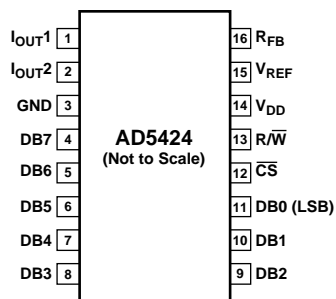 IOUT1 1
IOUT2 2
GND 3
DB7 4
DB6 5
DB5 6
DB4 7
DB3 8
AD5424
(Not to Scale)
16 RFB
15 VREF
14 VDD
13 R/W̅
12 C̅S̅
11 DB0 (LSB)
10 DB1
9 DB2